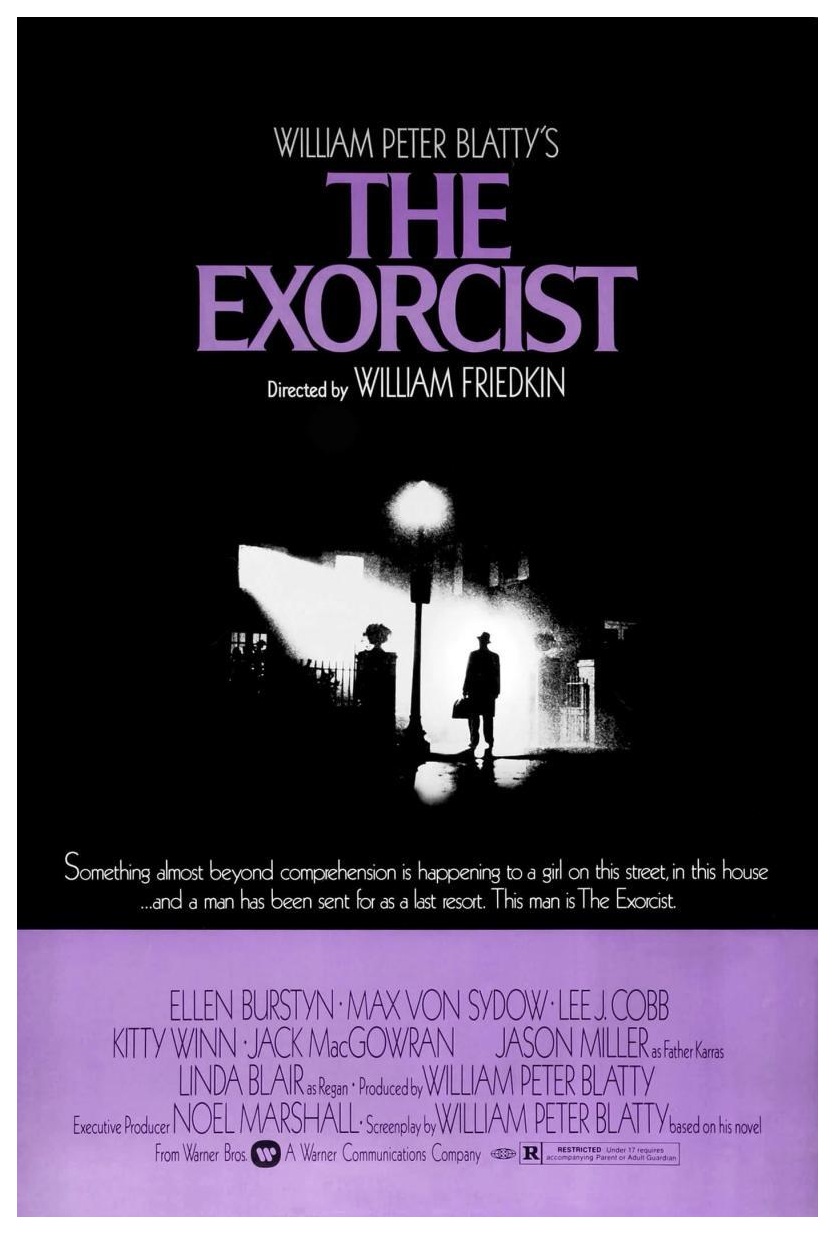 WILLIAM PETER BLATTY'S
THE
EXORCIST
Directed by WILLIAM FRIEDKIN
Something almost beyond comprehension is happening to a girl on this street, in this house
...and a man has been sent for as a last resort. This man is The Exorcist.
ELLEN BURSTYN · MAX VON SYDOW · LEE J. COBB
KITTY WINN · JACK MacGOWRAN JASON MILLER as Father Karras
LINDA BLAIR as Regan · Produced by WILLIAM PETER BLATTY
Executive Producer NOEL MARSHALL · Screenplay by WILLIAM PETER BLATTY based on his novel
From Warner Bros. W A Warner Communications Company R RESTRICTED Under 17 requires
accompanying Parent or Adult Guardian